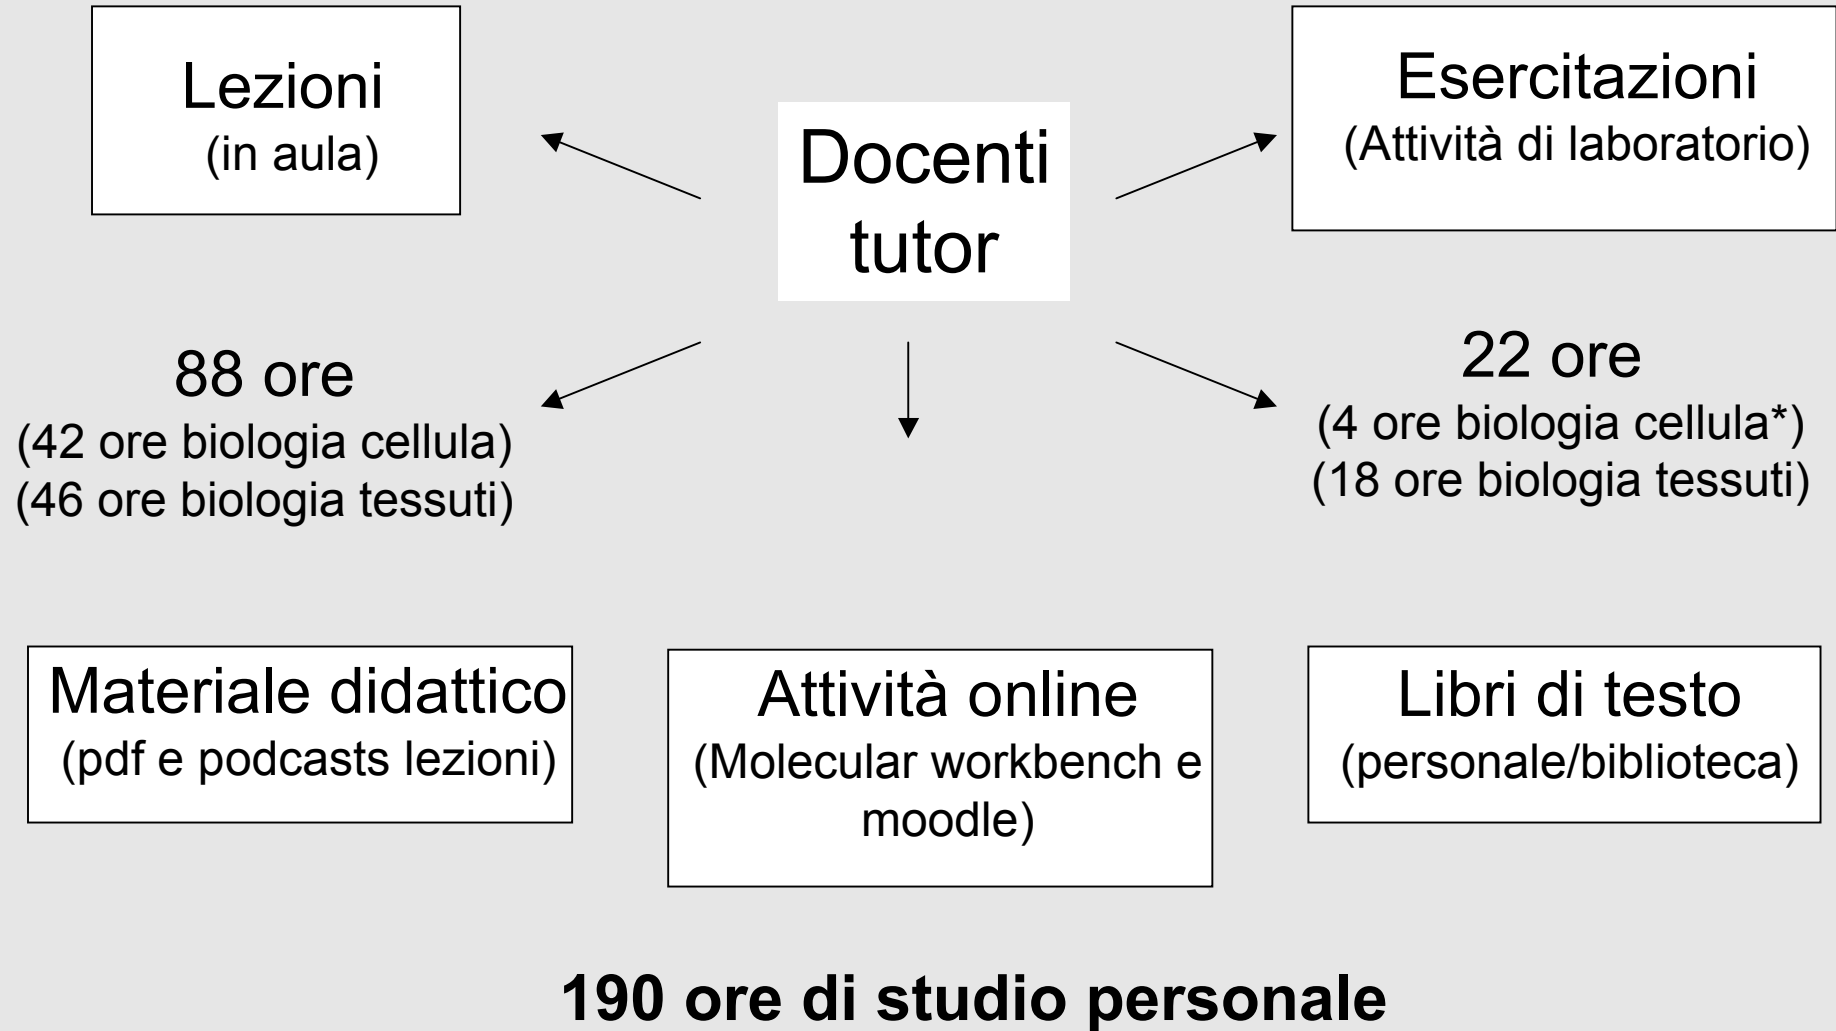 Lezioni
(in aula)
Docenti
tutor
Esercitazioni
(Attività di laboratorio)
88 ore
(42 ore biologia cellula)
(46 ore biologia tessuti)
22 ore
(4 ore biologia cellula*)
(18 ore biologia tessuti)
Materiale didattico
(pdf e podcasts lezioni)
Attività online
(Molecular workbench e
moodle)
Libri di testo
(personale/biblioteca)
190 ore di studio personale